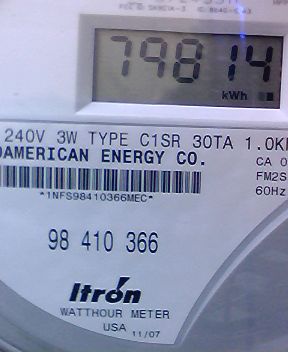 79814
kWh
240V 3W TYPE C1SR 30TA 1.0K
AMERICAN ENERGY CO.
CA 0
FM2S
60Hz
*1NFS98410366MEC*
98 410 366
Itron
WATTHOUR METER
USA 11/07